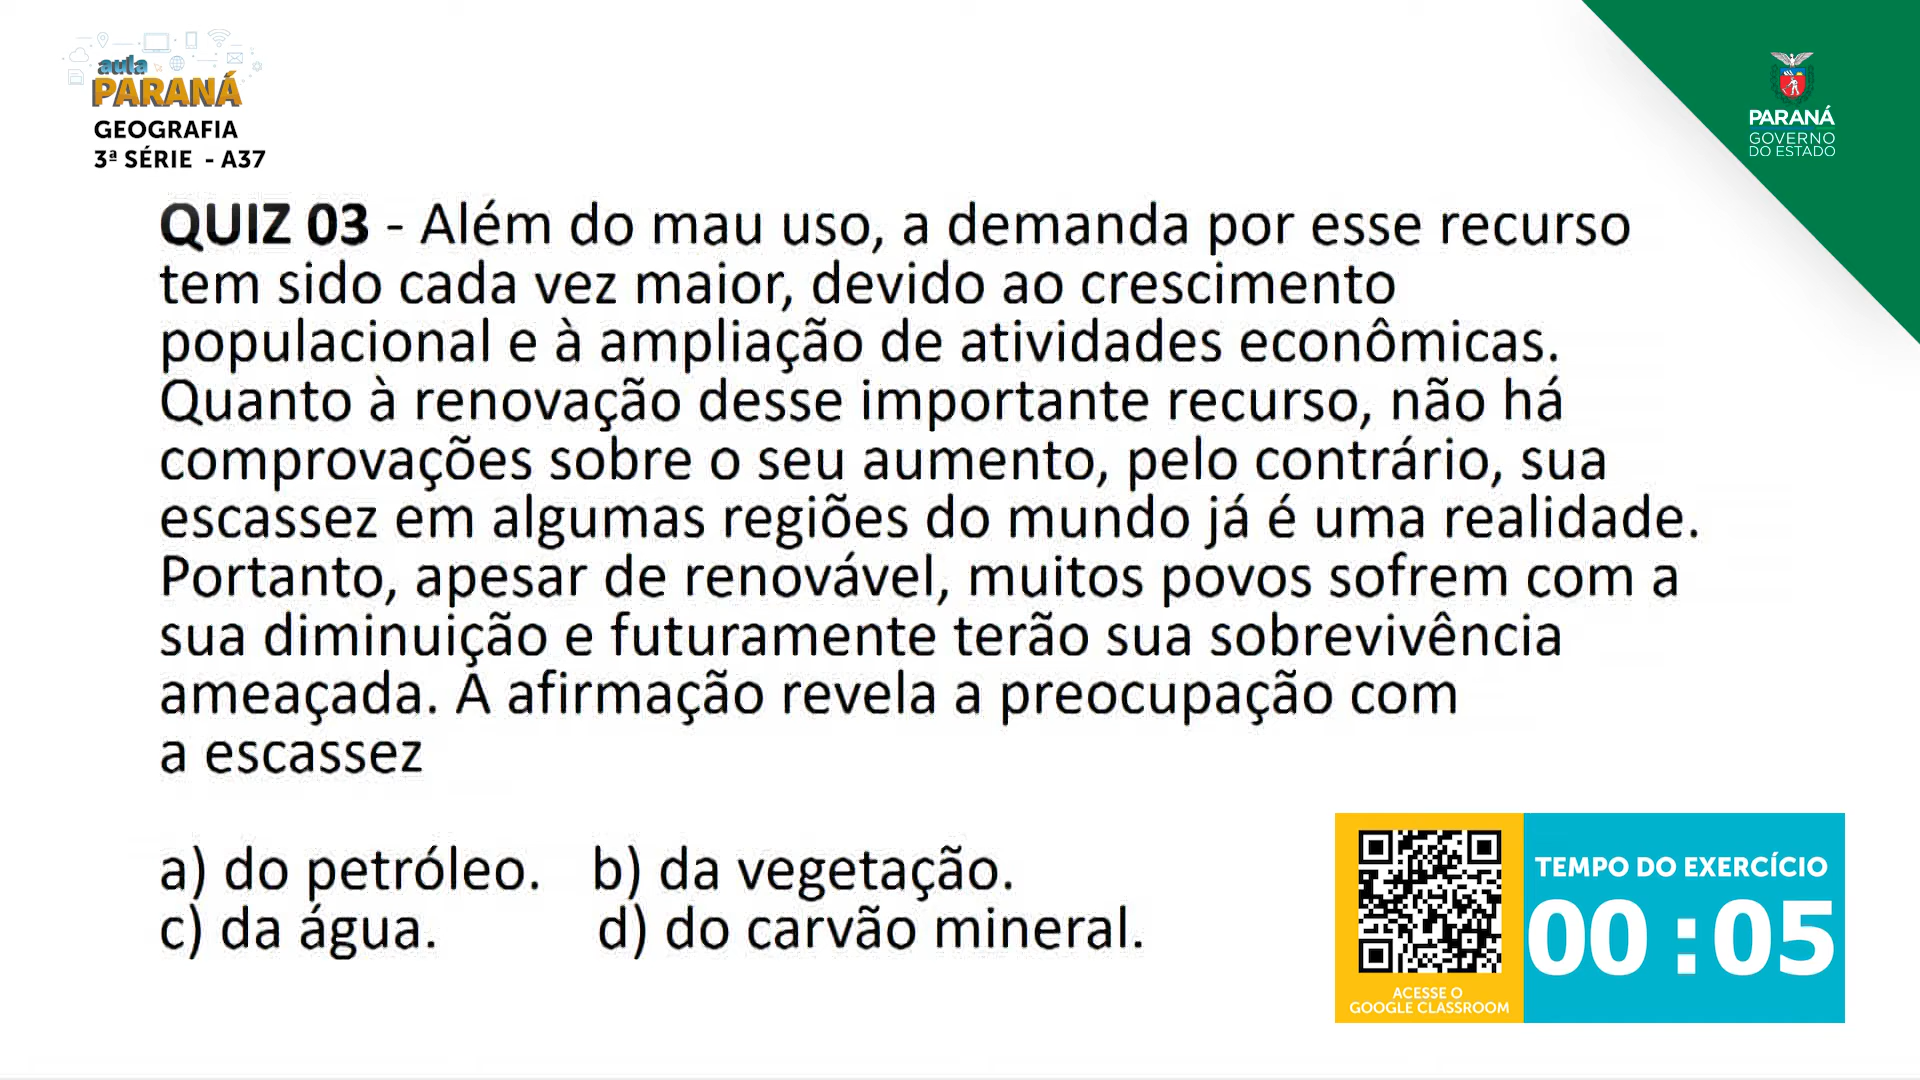 aula
PARANÁ
GEOGRAFIA
3ª SÉRIE - A37
PARANÁ
GOVERNO
DO ESTADO
QUIZ 03 - Além do mau uso, a demanda por esse recurso
tem sido cada vez maior, devido ao crescimento
populacional e à ampliação de atividades econômicas.
Quanto à renovação desse importante recurso, não há
comprovações sobre o seu aumento, pelo contrário, sua
escassez em algumas regiões do mundo já é uma realidade.
Portanto, apesar de renovável, muitos povos sofrem com a
sua diminuição e futuramente terão sua sobrevivência
ameaçada. A afirmação revela a preocupação com
a escassez
a) do petróleo. b) da vegetação.
c) da água. d) do carvão mineral.
ACESSE O
GOOGLE CLASSROOM
TEMPO DO EXERCÍCIO
00:05